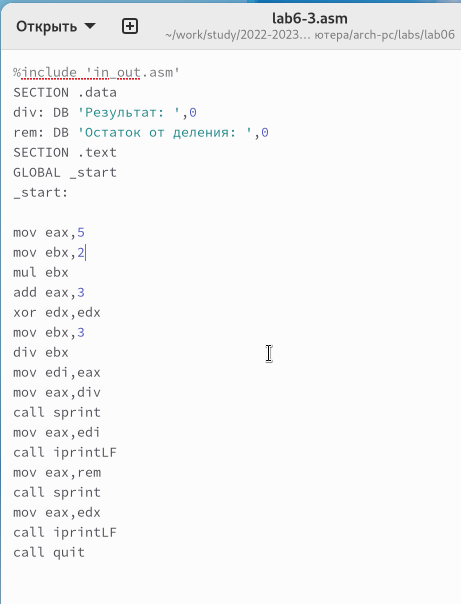 Открыть
lab6-3.asm
~/work/study/2022-2023... ютера/arch-pc/labs/lab06
%include 'in_out.asm'
SECTION .data
div: DB 'Результат: ',0
rem: DB 'Остаток от деления: ',0
SECTION .text
GLOBAL _start
_start:
mov eax,5
mov ebx,2
mul ebx
add eax,3
xor edx,edx
mov ebx,3
div ebx
mov edi,eax
mov eax,div
call sprint
mov eax,edi
call iprintLF
mov eax,rem
call sprint
mov eax,edx
call iprintLF
call quit